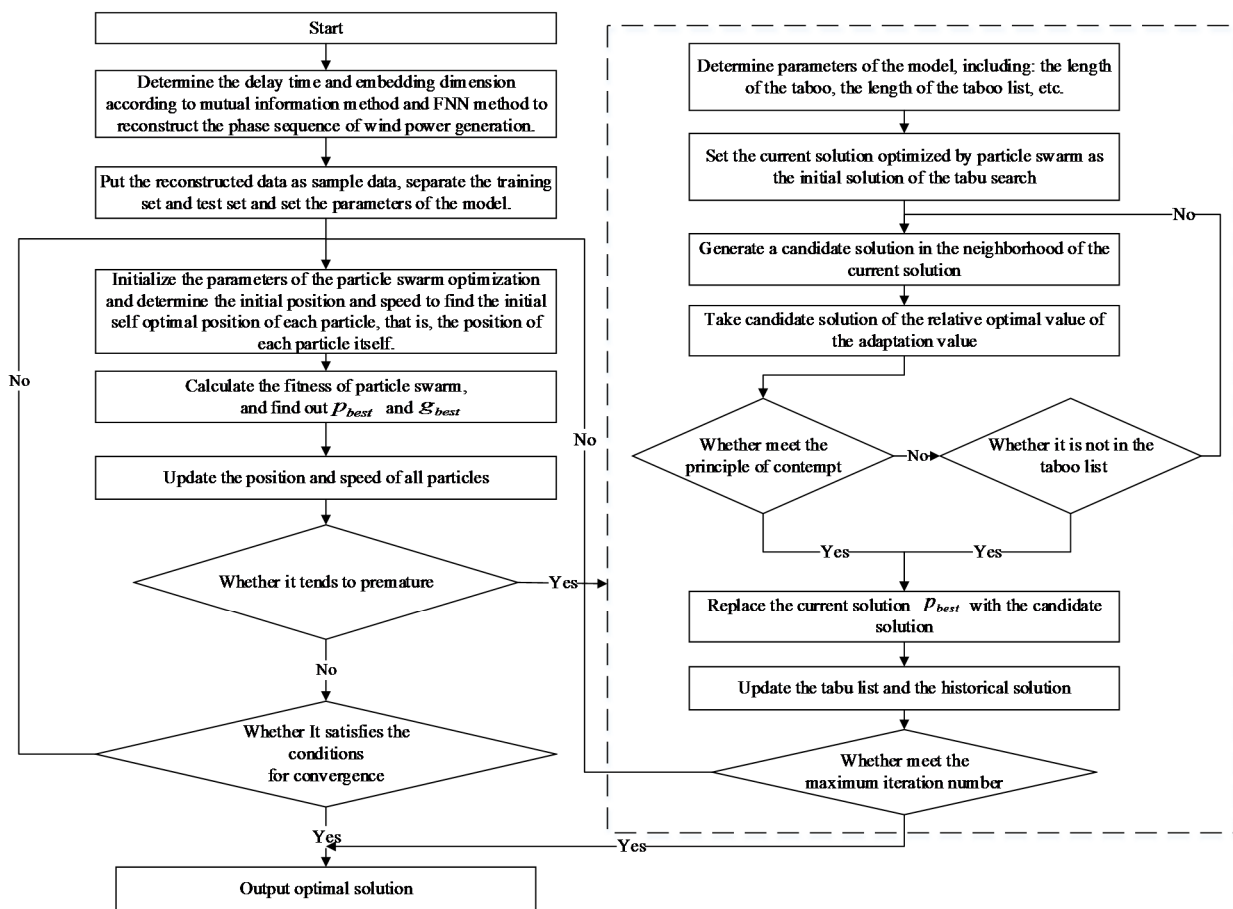 Start
Determine the delay time and embedding dimension
according to mutual information method and FNN method to
reconstruct the phase sequence of wind power generation.
Put the reconstructed data as sample data, separate the training
set and test set and set the parameters of the model.
Initialize the parameters of the particle swarm optimization
and determine the initial position and speed to find the initial
self optimal position of each particle, that is, the position of
each particle itself.
No
Calculate the fitness of particle swarm,
and find out p_best and g_best
Update the position and speed of all particles
Whether it tends to premature
Yes
No
Whether It satisfies the
conditions
for convergence
Yes
Output optimal solution
Determine parameters of the model, including: the length
of the taboo, the length of the taboo list, etc.
Set the current solution optimized by particle swarm as
the initial solution of the tabu search
No
Generate a candidate solution in the neighborhood of the
current solution
Take candidate solution of the relative optimal value of
the adaptation value
Whether meet the
principle of contempt
No
Whether it is not in the
taboo list
Yes
Yes
Replace the current solution p_best with the candidate
solution
Update the tabu list and the historical solution
Whether meet the
maximum iteration number
No
Yes